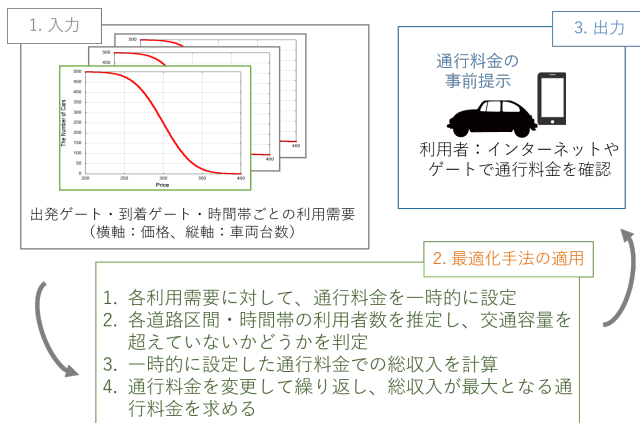 1. 入力
500
500
500
450
400
350
300
250
200
150
100
50
0
200
250
300
350
400
400
400
The Number of Cars
Price
出発ゲート・到着ゲート・時間帯ごとの利用需要
（横軸：価格、縦軸：車両台数）
3. 出力
通行料金の
事前提示
利用者：インターネットや
ゲートで通行料金を確認
2. 最適化手法の適用
1. 各利用需要に対して、通行料金を一時的に設定
2. 各道路区間・時間帯の利用者数を推定し、交通容量を
超えていないかどうかを判定
3. 一時的に設定した通行料金での総収入を計算
4. 通行料金を変更して繰り返し、総収入が最大となる通
行料金を求める